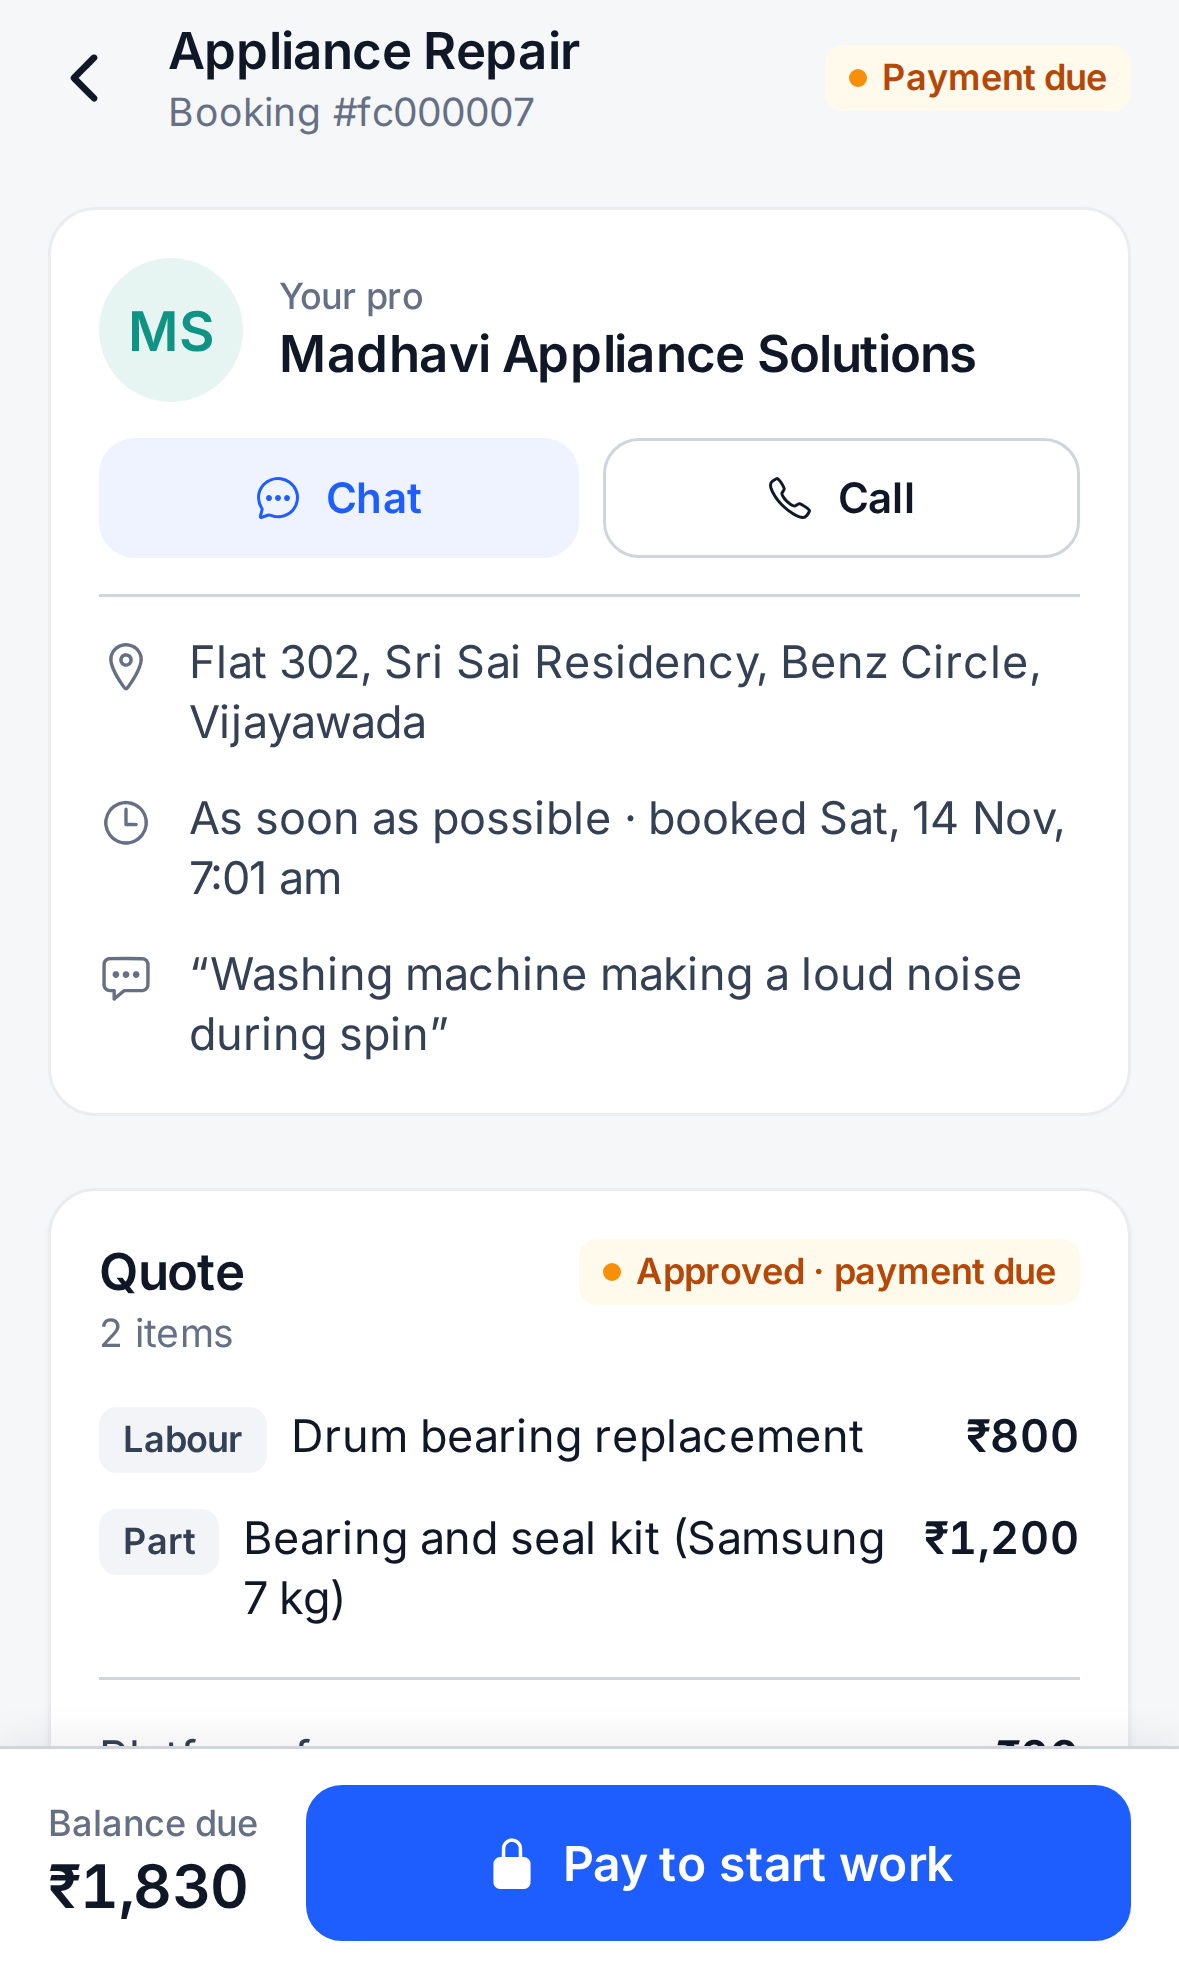 Appliance Repair
Booking #fc000007
Payment due
MS
Your pro
Madhavi Appliance Solutions
Chat
Call
Flat 302, Sri Sai Residency, Benz Circle,
Vijayawada
As soon as possible · booked Sat, 14 Nov,
7:01 am
“Washing machine making a loud noise
during spin”
Quote
Approved · payment due
2 items
Labour Drum bearing replacement ₹800
Part Bearing and seal kit (Samsung ₹1,200
7 kg)
Balance due
₹1,830
Pay to start work